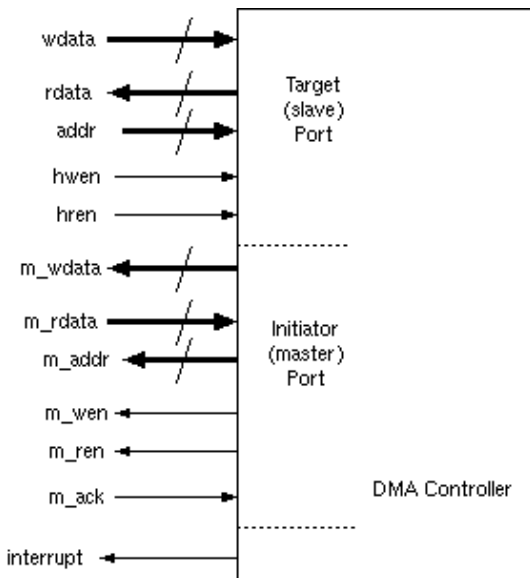 wdata
rdata
addr
hwen
hren
Target
(slave)
Port
m_wdata
m_rdata
m_addr
m_wen
m_ren
m_ack
Initiator
(master)
Port
DMA Controller
interrupt